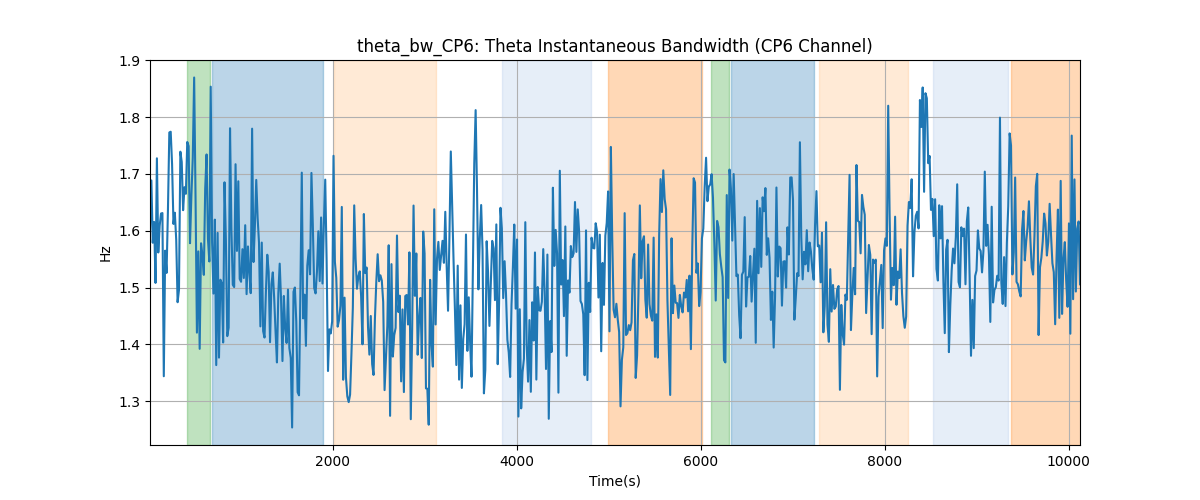 theta_bw_CP6: Theta Instantaneous Bandwidth (CP6 Channel)
1.9
1.8
1.7
1.6
1.5
1.4
1.3
Hz
2000 4000 6000 8000 10000
Time(s)